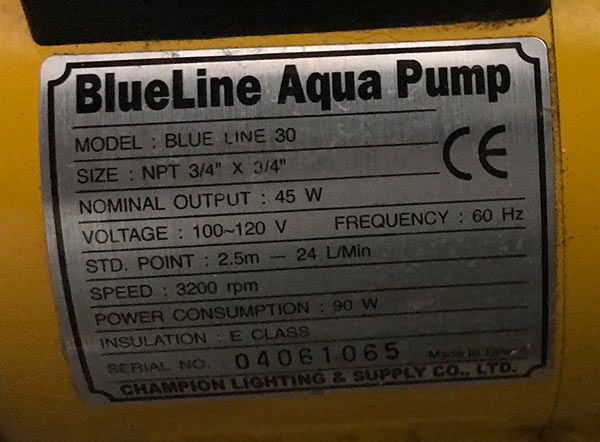 BlueLine Aqua Pump
MODEL : BLUE LINE 30
CE
SIZE : NPT 3/4" X 3/4"
NOMINAL OUTPUT : 45 W
VOLTAGE : 100~120 V FREQUENCY : 60 Hz
STD. POINT : 2.5m — 24 L/Min
SPEED : 3200 rpm
POWER CONSUMPTION : 90 W
INSULATION : E CLASS
SERIAL NO. 04061065 Made In Taiwan
CHAMPION LIGHTING & SUPPLY CO., LTD.